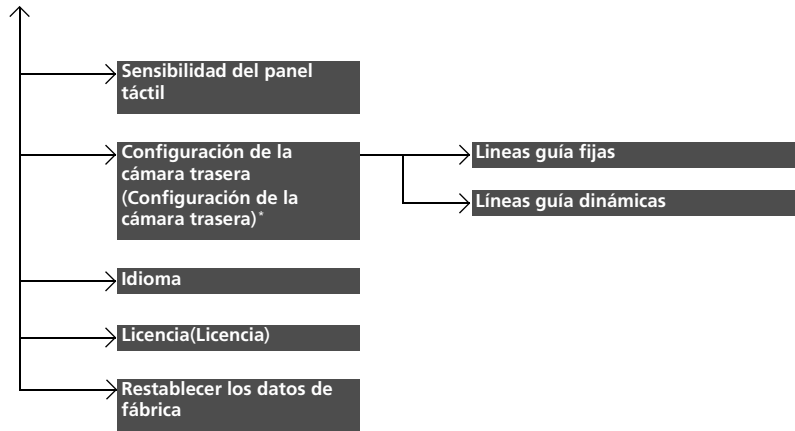 Sensibilidad del panel
táctil
Configuración de la
cámara trasera
(Configuración de la
cámara trasera)*
Lineas guía fijas
Líneas guía dinámicas
Idioma
Licencia(Licencia)
Restablecer los datos de
fábrica